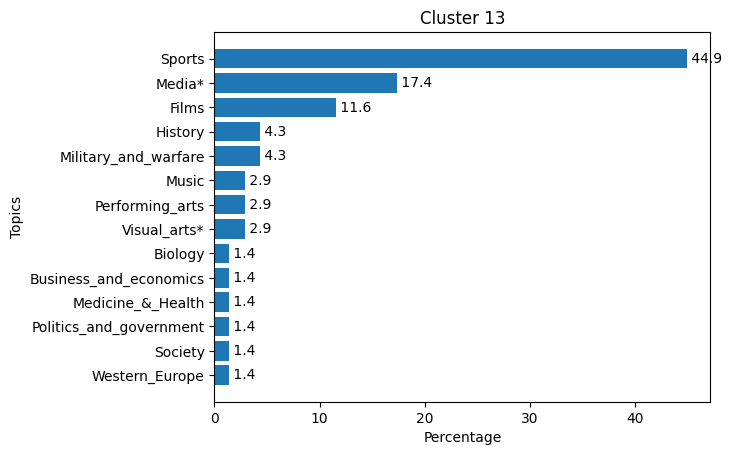 Cluster 13
Sports 44.9
Media* 17.4
Films 11.6
History 4.3
Military_and_warfare 4.3
Music 2.9
Performing_arts 2.9
Visual_arts* 2.9
Biology 1.4
Business_and_economics 1.4
Medicine_&_Health 1.4
Politics_and_government 1.4
Society 1.4
Western_Europe 1.4
0 10 20 30 40
Percentage
Topics